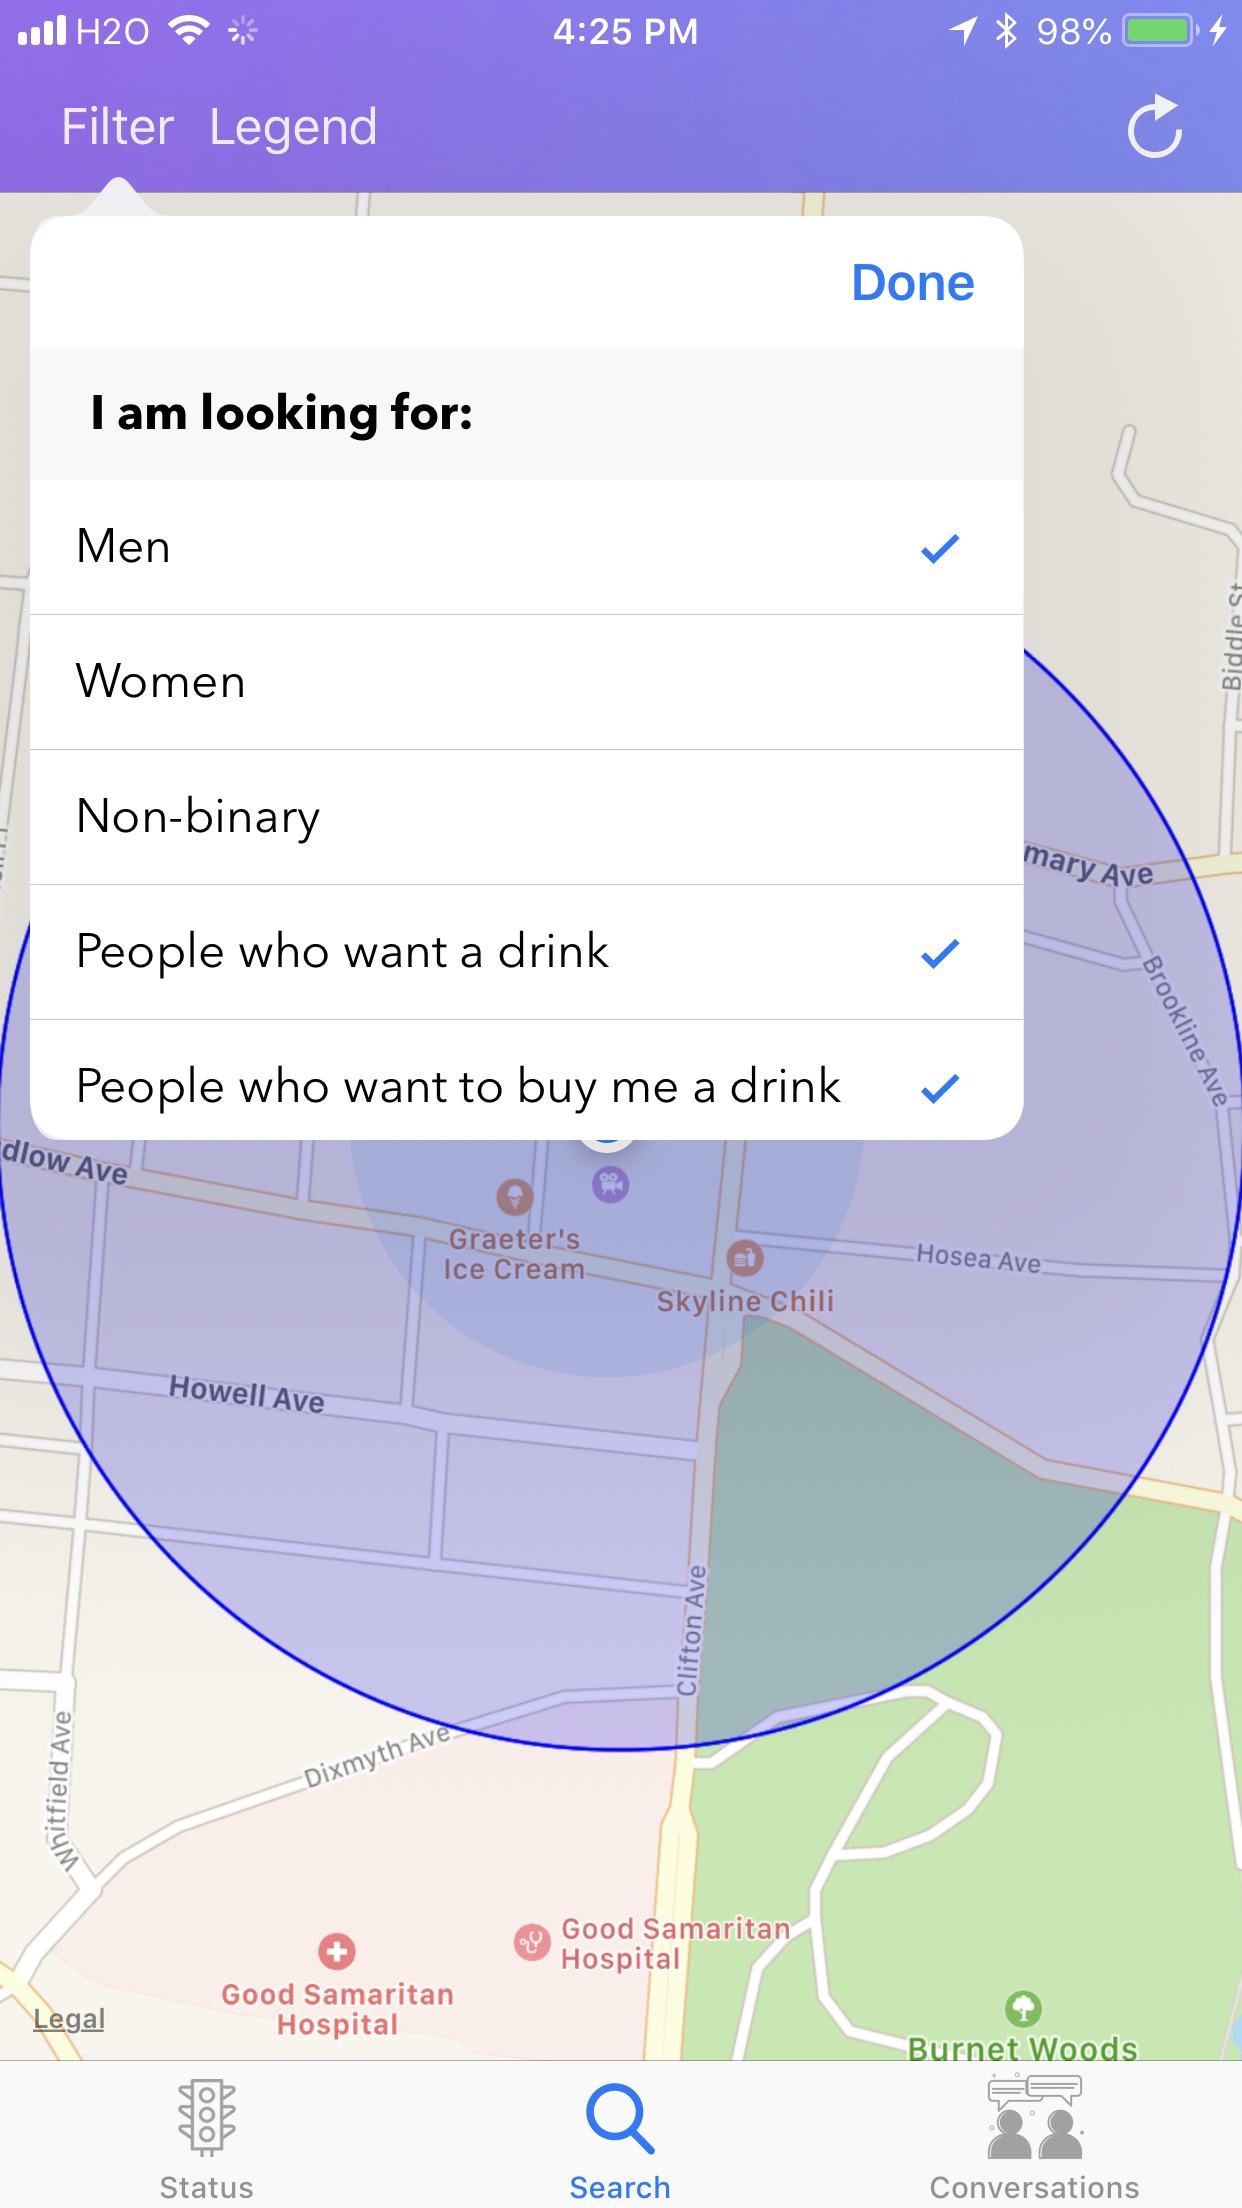 H2O
4:25 PM
98%
Filter
Legend
Done
I am looking for:
Men
Women
Non-binary
People who want a drink
People who want to buy me a drink
Biddle St
mary Ave
Brookline Ave
dlow Ave
Graeter's
Ice Cream
Skyline Chili
Hosea Ave
Howell Ave
Clifton Ave
Dixmyth Ave
Whitfield Ave
Good Samaritan
Hospital
Good Samaritan
Hospital
Legal
Burnet Woods
Status
Search
Conversations